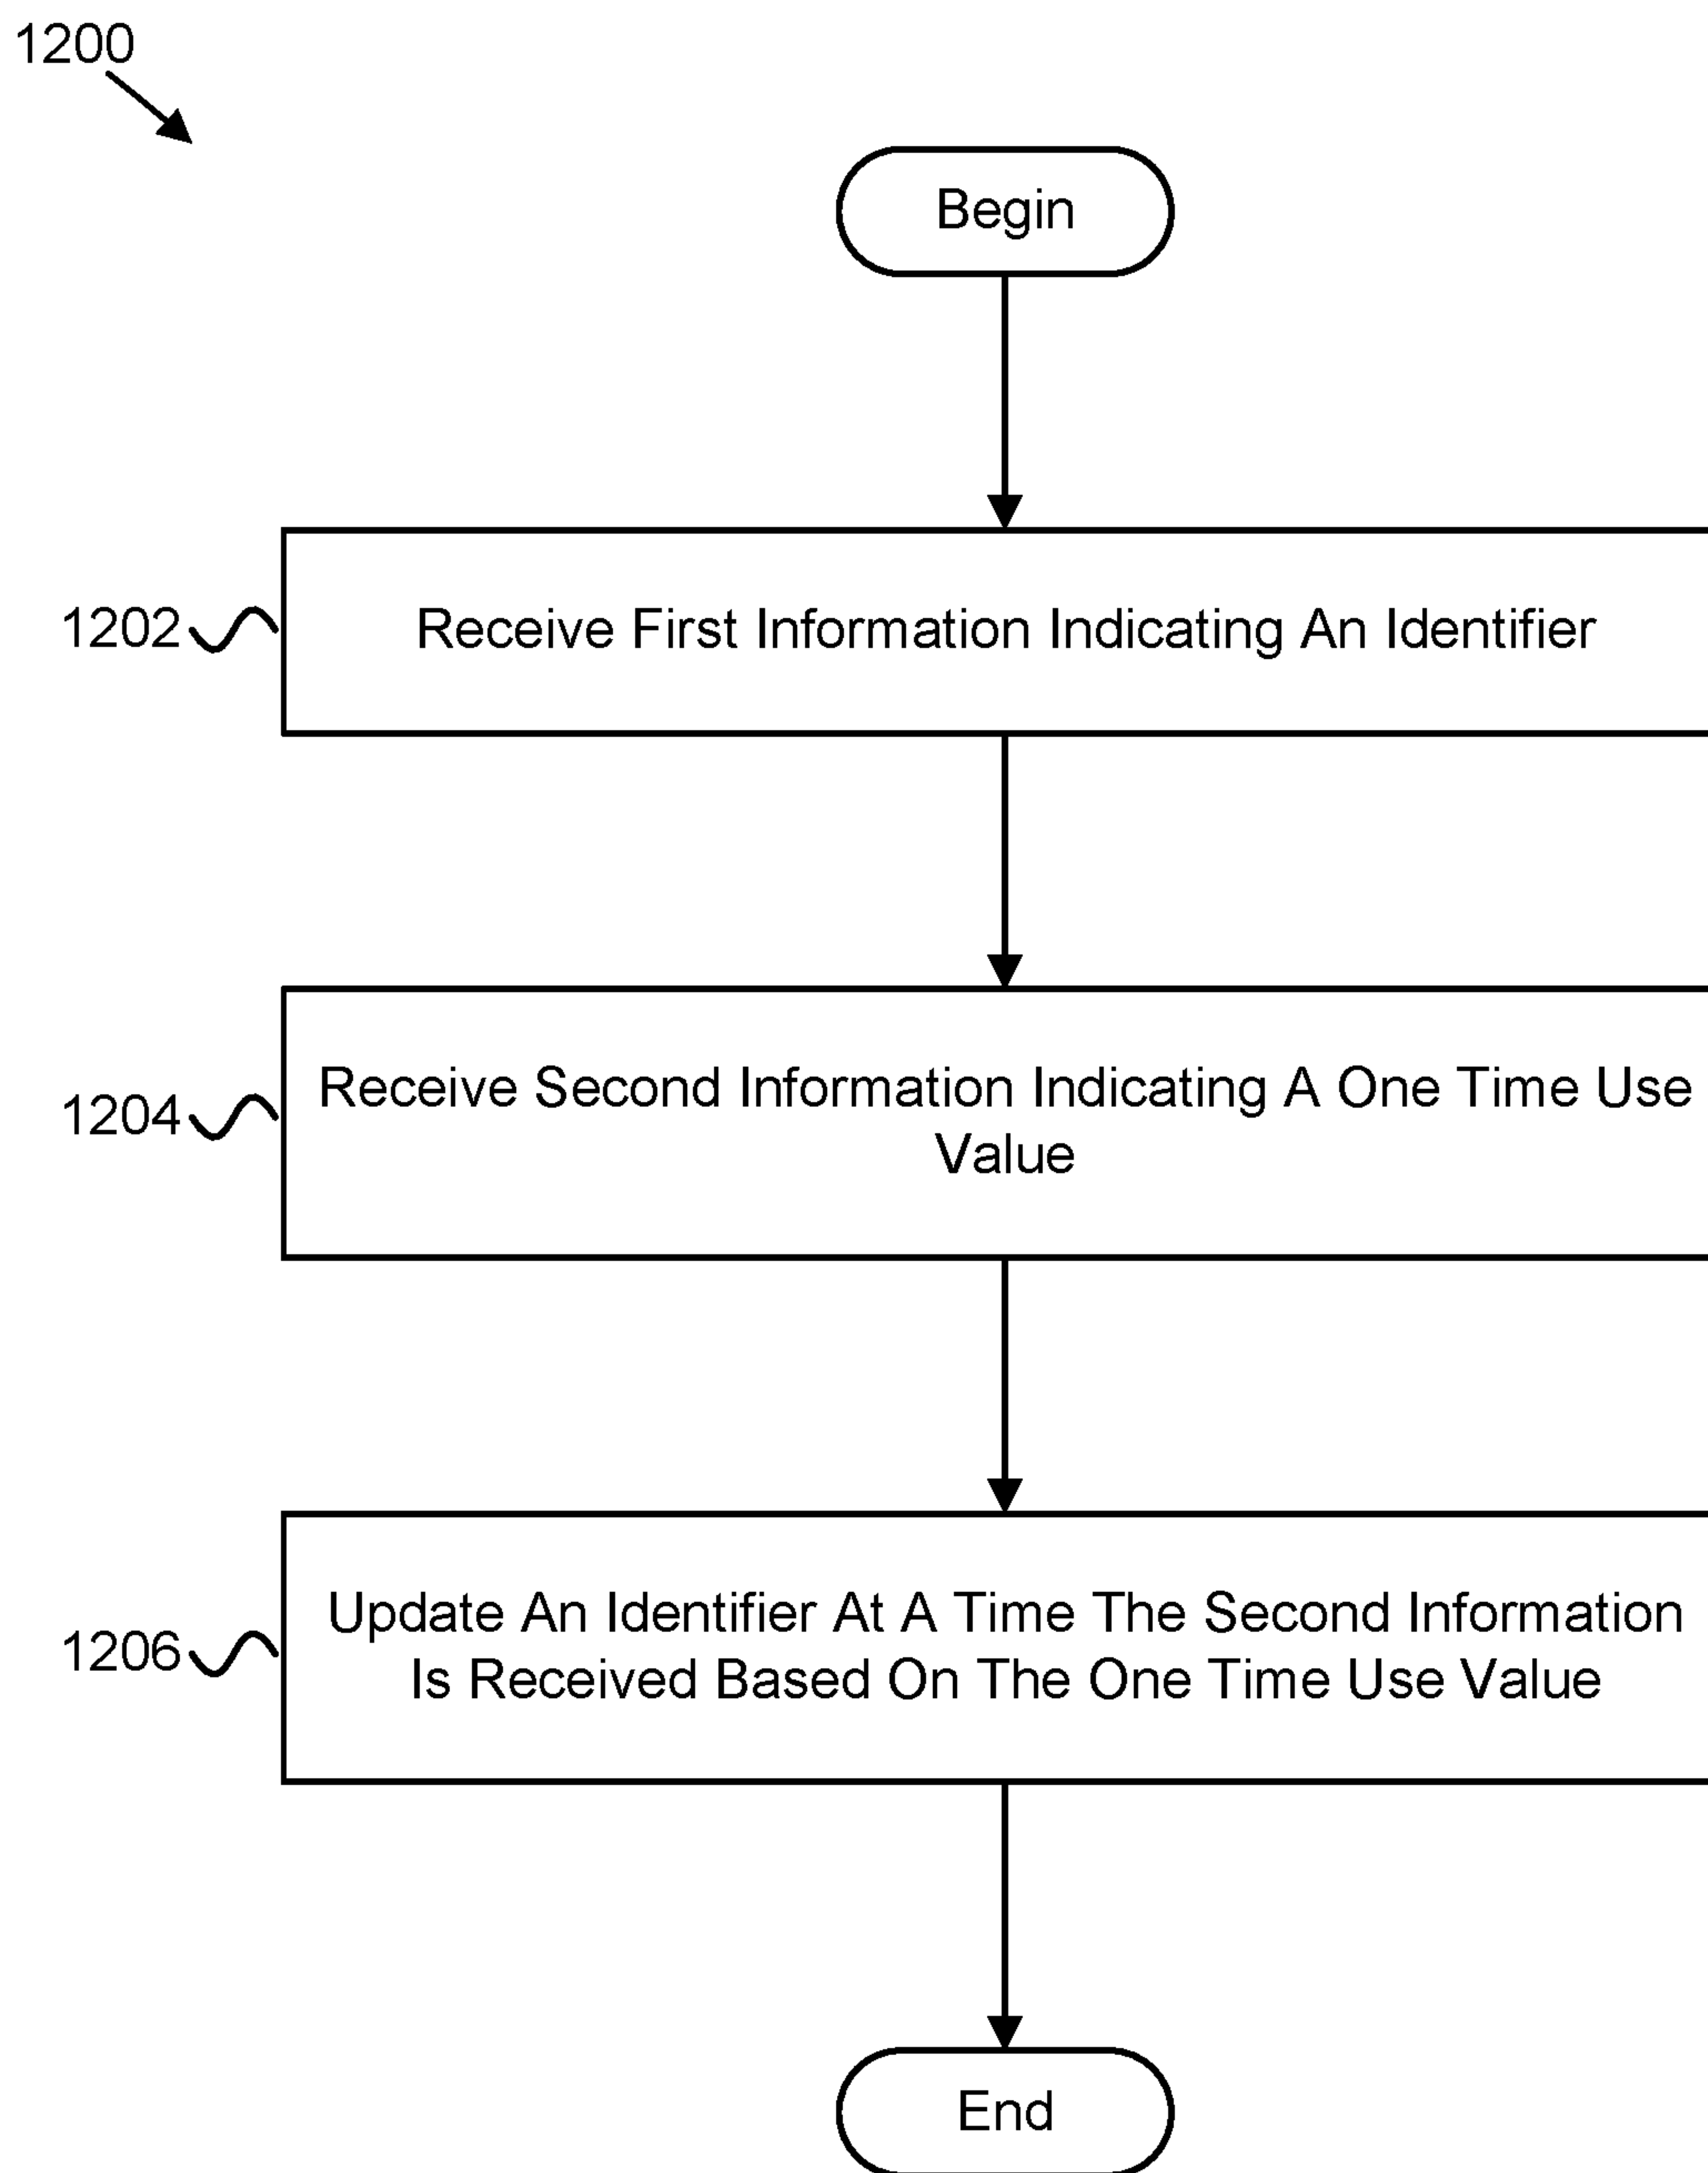 1200
Begin
1202
Receive First Information Indicating An Identifier
1204
Receive Second Information Indicating A One Time Use
Value
1206
Update An Identifier At A Time The Second Information
Is Received Based On The One Time Use Value
End